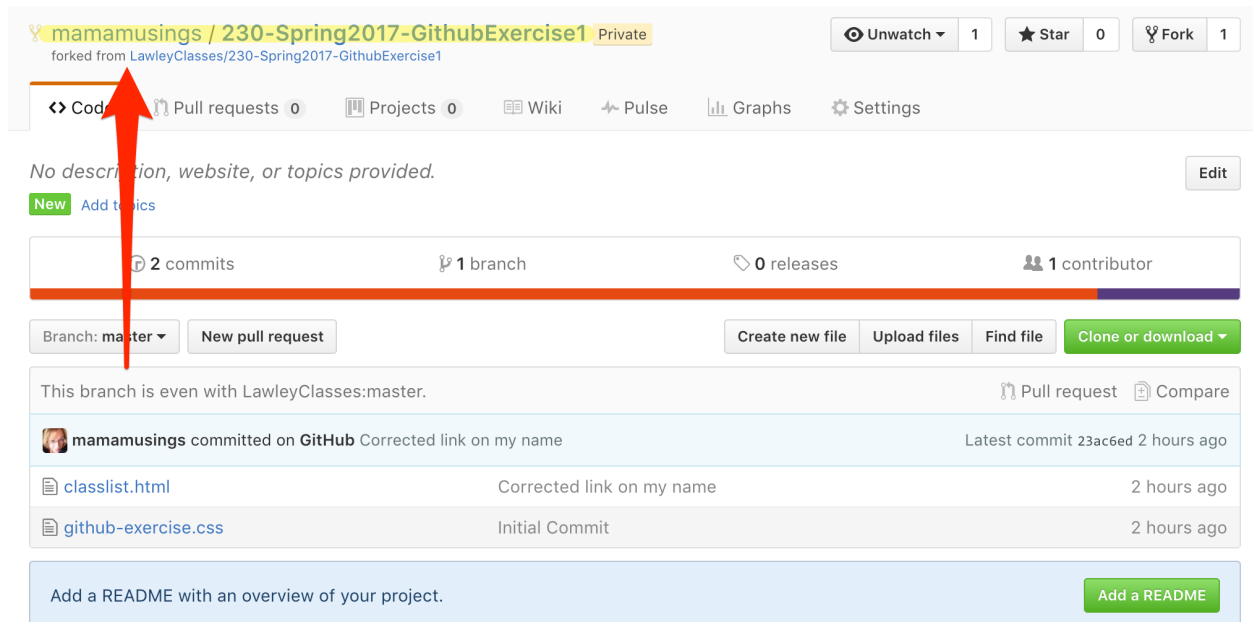 mamamusings / 230-Spring2017-GithubExercise1 Private Unwatch 1 Star 0 Fork 1
forked from LawleyClasses/230-Spring2017-GithubExercise1
Code Pull requests 0 Projects 0 Wiki Pulse Graphs Settings
No description, website, or topics provided. Edit
New Add topics
2 commits 1 branch 0 releases 1 contributor
Branch: master New pull request Create new file Upload files Find file Clone or download
This branch is even with LawleyClasses:master. Pull request Compare
mamamusings committed on GitHub Corrected link on my name Latest commit 23ac6ed 2 hours ago
classlist.html Corrected link on my name 2 hours ago
github-exercise.css Initial Commit 2 hours ago
Add a README with an overview of your project. Add a README